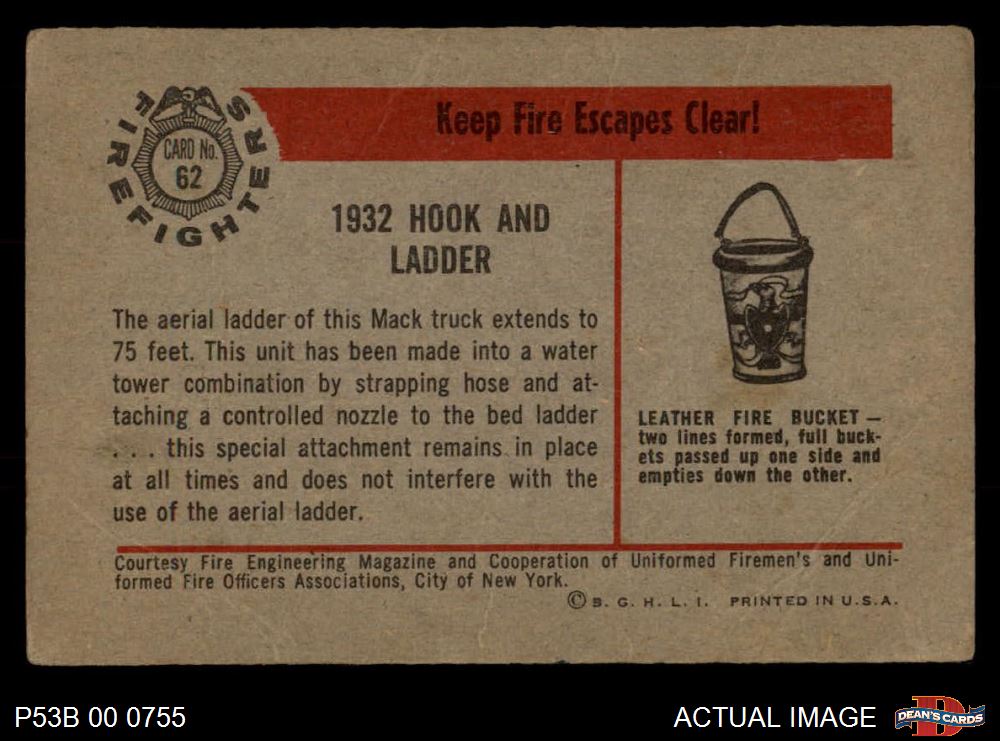 FIREFIGHTERS
CARD No.
62
Keep Fire Escapes Clear!
1932 HOOK AND
LADDER
The aerial ladder of this Mack truck extends to
75 feet. This unit has been made into a water
tower combination by strapping hose and at-
taching a controlled nozzle to the bed ladder
. . . this special attachment remains in place
at all times and does not interfere with the
use of the aerial ladder.
LEATHER FIRE BUCKET —
two lines formed, full buck-
ets passed up one side and
empties down the other.
Courtesy Fire Engineering Magazine and Cooperation of Uniformed Firemen's and Uni-
formed Fire Officers Associations, City of New York.
© B. G. H. L. I. PRINTED IN U.S.A.
P53B 00 0755
ACTUAL IMAGE
D
DEAN'S CARDS